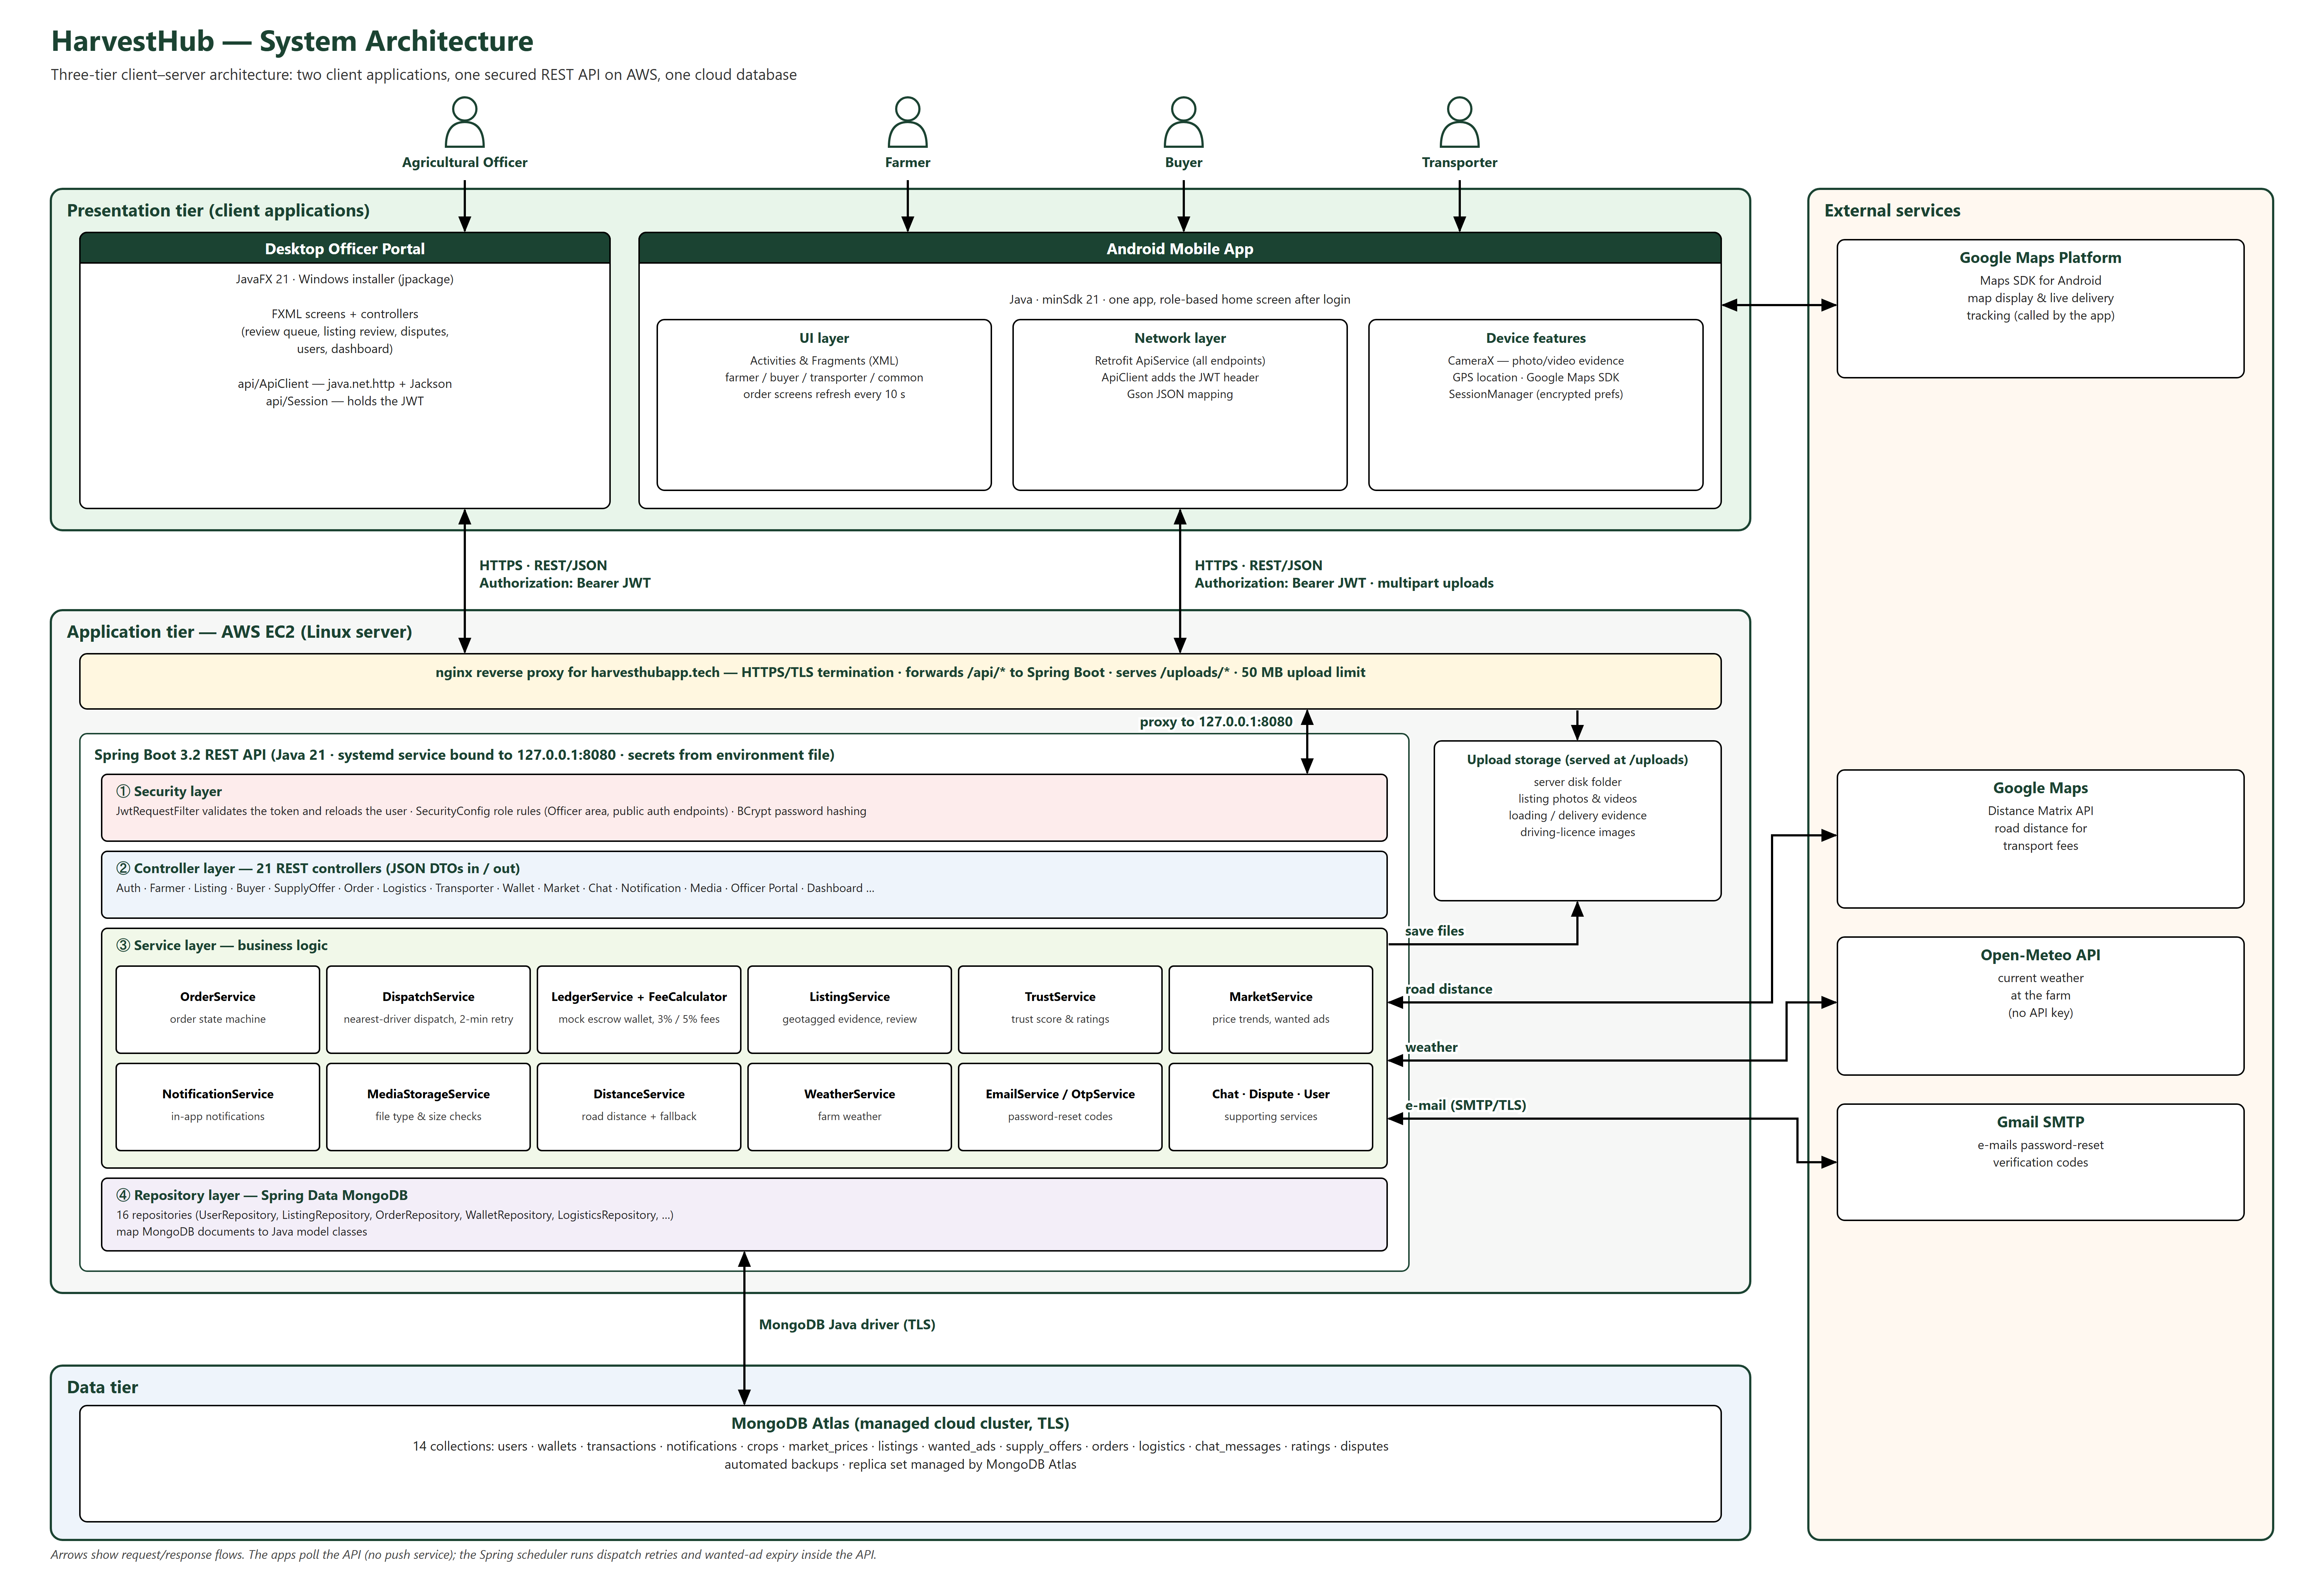 HarvestHub — System Architecture
Three-tier client–server architecture: two client applications, one secured REST API on AWS, one cloud database
Agricultural Officer
Farmer
Buyer
Transporter
Presentation tier (client applications)
Desktop Officer Portal
JavaFX 21 · Windows installer (jpackage)
FXML screens + controllers
(review queue, listing review, disputes,
users, dashboard)
api/ApiClient — java.net.http + Jackson
api/Session — holds the JWT
Android Mobile App
Java · minSdk 21 · one app, role-based home screen after login
UI layer
Activities & Fragments (XML)
farmer / buyer / transporter / common
order screens refresh every 10 s
Network layer
Retrofit ApiService (all endpoints)
ApiClient adds the JWT header
Gson JSON mapping
Device features
CameraX — photo/video evidence
GPS location · Google Maps SDK
SessionManager (encrypted prefs)
External services
Google Maps Platform
Maps SDK for Android
map display & live delivery
tracking (called by the app)
HTTPS · REST/JSON
Authorization: Bearer JWT
HTTPS · REST/JSON
Authorization: Bearer JWT · multipart uploads
Application tier — AWS EC2 (Linux server)
nginx reverse proxy for harvesthubapp.tech — HTTPS/TLS termination · forwards /api/* to Spring Boot · serves /uploads/* · 50 MB upload limit
proxy to 127.0.0.1:8080
Spring Boot 3.2 REST API (Java 21 · systemd service bound to 127.0.0.1:8080 · secrets from environment file)
① Security layer
JwtRequestFilter validates the token and reloads the user · SecurityConfig role rules (Officer area, public auth endpoints) · BCrypt password hashing
② Controller layer — 21 REST controllers (JSON DTOs in / out)
Auth · Farmer · Listing · Buyer · SupplyOffer · Order · Logistics · Transporter · Wallet · Market · Chat · Notification · Media · Officer Portal · Dashboard ...
③ Service layer — business logic
OrderService
order state machine
DispatchService
nearest-driver dispatch, 2-min retry
LedgerService + FeeCalculator
mock escrow wallet, 3% / 5% fees
ListingService
geotagged evidence, review
TrustService
trust score & ratings
MarketService
price trends, wanted ads
NotificationService
in-app notifications
MediaStorageService
file type & size checks
DistanceService
road distance + fallback
WeatherService
farm weather
EmailService / OtpService
password-reset codes
Chat · Dispute · User
supporting services
④ Repository layer — Spring Data MongoDB
16 repositories (UserRepository, ListingRepository, OrderRepository, WalletRepository, LogisticsRepository, ...)
map MongoDB documents to Java model classes
Upload storage (served at /uploads)
server disk folder
listing photos & videos
loading / delivery evidence
driving-licence images
save files
road distance
weather
e-mail (SMTP/TLS)
Google Maps
Distance Matrix API
road distance for
transport fees
Open-Meteo API
current weather
at the farm
(no API key)
Gmail SMTP
e-mails password-reset
verification codes
MongoDB Java driver (TLS)
Data tier
MongoDB Atlas (managed cloud cluster, TLS)
14 collections: users · wallets · transactions · notifications · crops · market_prices · listings · wanted_ads · supply_offers · orders · logistics · chat_messages · ratings · disputes
automated backups · replica set managed by MongoDB Atlas
Arrows show request/response flows. The apps poll the API (no push service); the Spring scheduler runs dispatch retries and wanted-ad expiry inside the API.